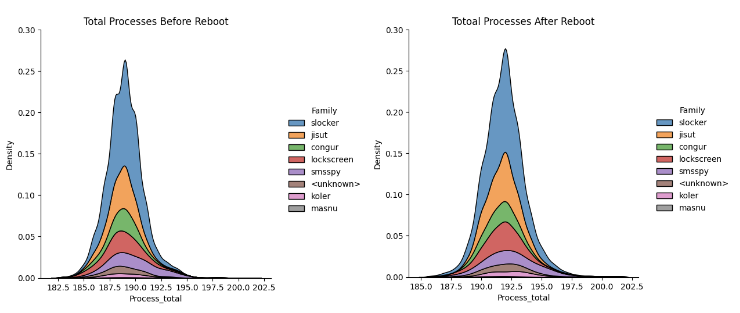 Total Processes Before Reboot
0.30
0.25
0.20
0.15
0.10
0.05
0.00
Density
182.5 185.0 187.5 190.0 192.5 195.0 197.5 200.0 202.5
Process_total
Family
slocker
jisut
congur
lockscreen
smsspy
<unknown>
koler
masnu
Totoal Processes After Reboot
0.30
0.25
0.20
0.15
0.10
0.05
0.00
Density
185.0 187.5 190.0 192.5 195.0 197.5 200.0 202.5
Process_total
Family
slocker
jisut
congur
lockscreen
smsspy
<unknown>
koler
masnu